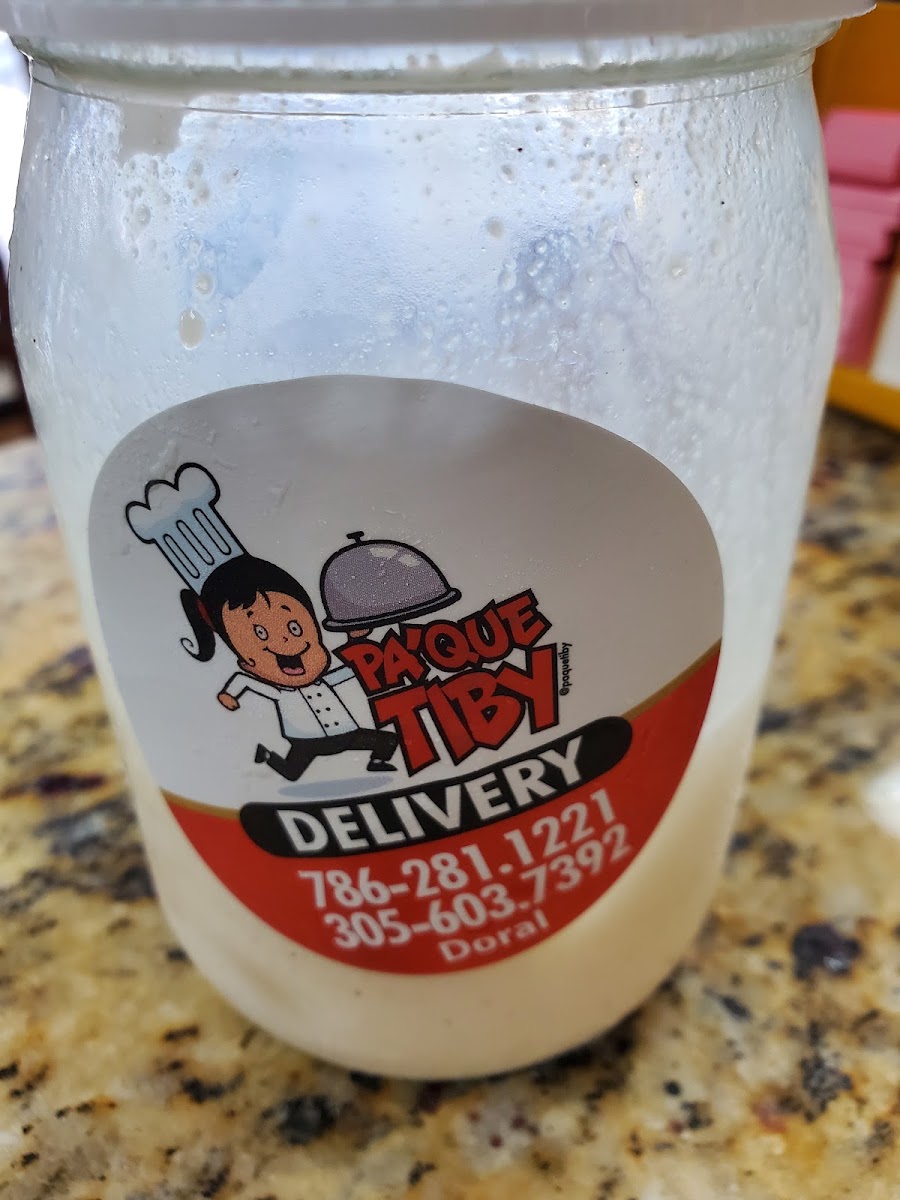 PA'QUE
TIBY
@paquetiby
DELIVERY
786-281.1221
305-603.7392
Doral